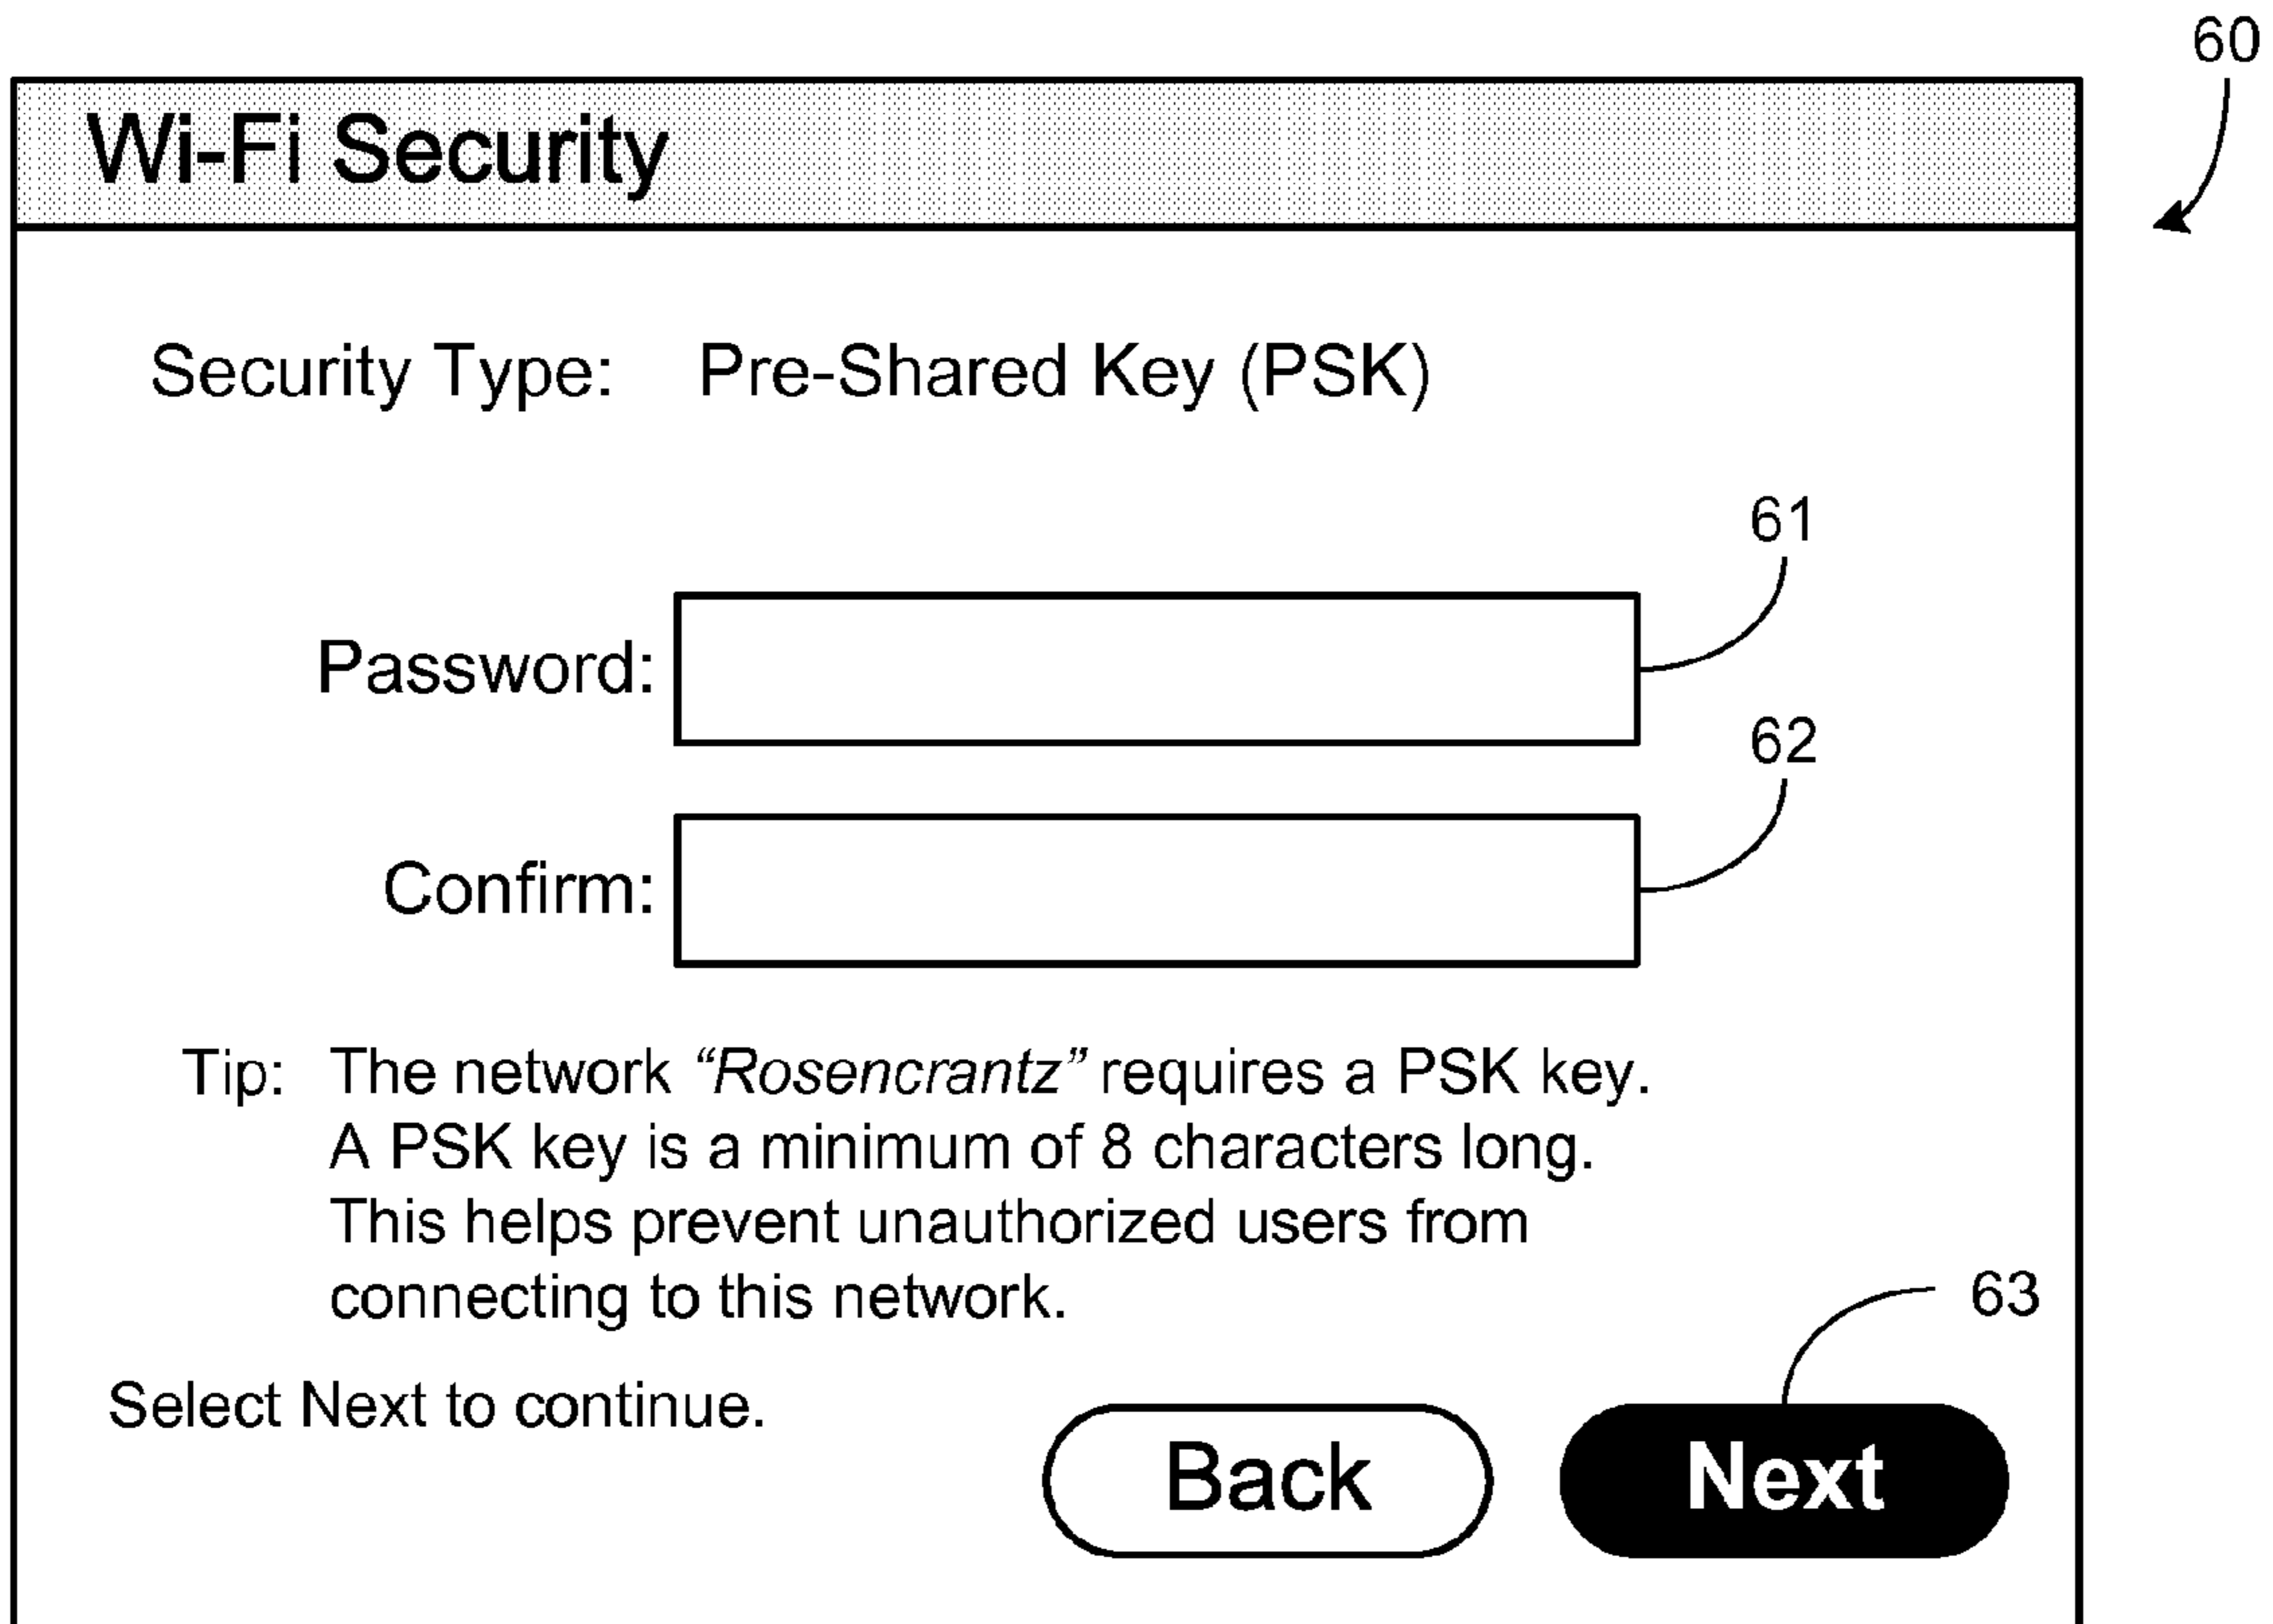 60
Wi-Fi Security
Security Type: Pre-Shared Key (PSK)
61
Password:
62
Confirm:
Tip: The network “Rosencrantz” requires a PSK key.
A PSK key is a minimum of 8 characters long.
This helps prevent unauthorized users from
connecting to this network.
63
Select Next to continue.
Back Next